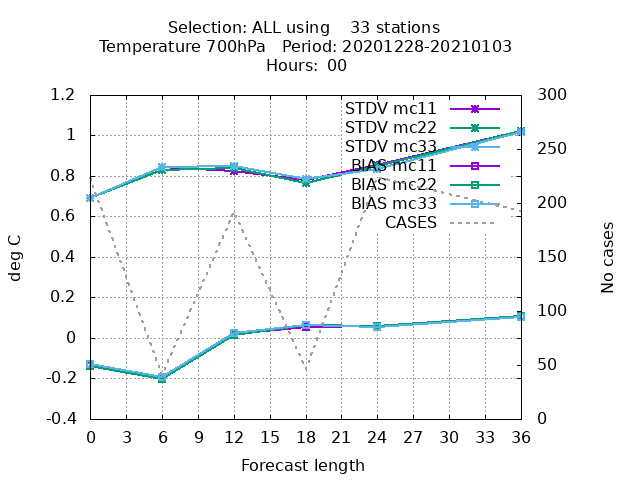 Selection: ALL using 33 stations
Temperature 700hPa Period: 20201228-20210103
Hours: 00
1.2
1
0.8
0.6
0.4
0.2
0
-0.2
-0.4
deg C
STDV mc11
STDV mc22
STDV mc33
BIAS mc11
BIAS mc22
BIAS mc33
CASES
300
250
200
150
100
50
0
No cases
0 3 6 9 12 15 18 21 24 27 30 33 36
Forecast length